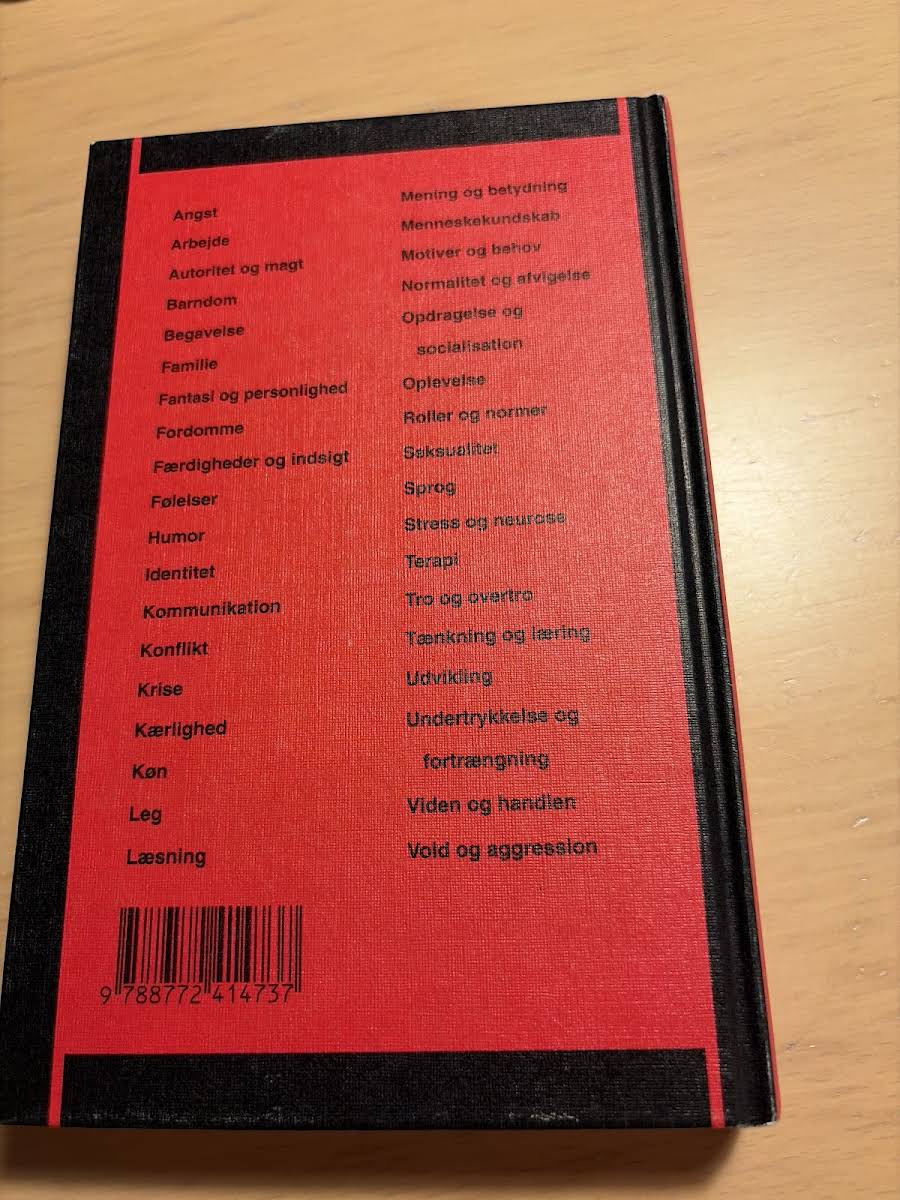 Angst
Arbejde
Autoritet og magt
Barndom
Begavelse
Familie
Fantasi og personlighed
Fordomme
Færdigheder og indsigt
Følelser
Humor
Identitet
Kommunikation
Konflikt
Krise
Kærlighed
Køn
Leg
Læsning
Mening og betydning
Menneskekundskab
Motiver og behov
Normalitet og afvigelse
Opdragelse og
socialisation
Oplevelse
Roller og normer
Seksualitet
Sprog
Stress og neurose
Terapi
Tro og overtro
Tænkning og læring
Udvikling
Undertrykkelse og
fortrængning
Viden og handlen
Vold og aggression
9 788772 414737